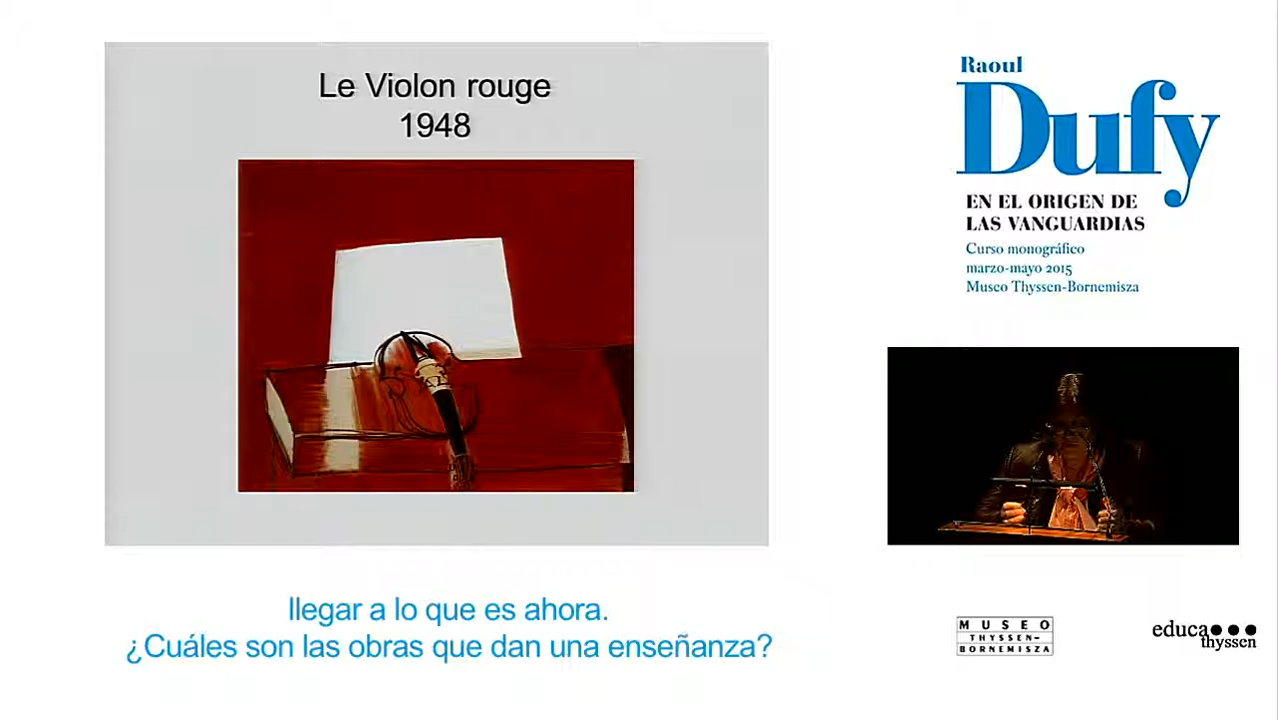 Le Violon rouge
1948
Raoul
Dufy
EN EL ORIGEN DE
LAS VANGUARDIAS
Curso monográfico
marzo-mayo 2015
Museo Thyssen-Bornemisza
llegar a lo que es ahora.
¿Cuáles son las obras que dan una enseñanza?
MUSEO
THYSSEN-
BORNEMISZA
educa
thyssen